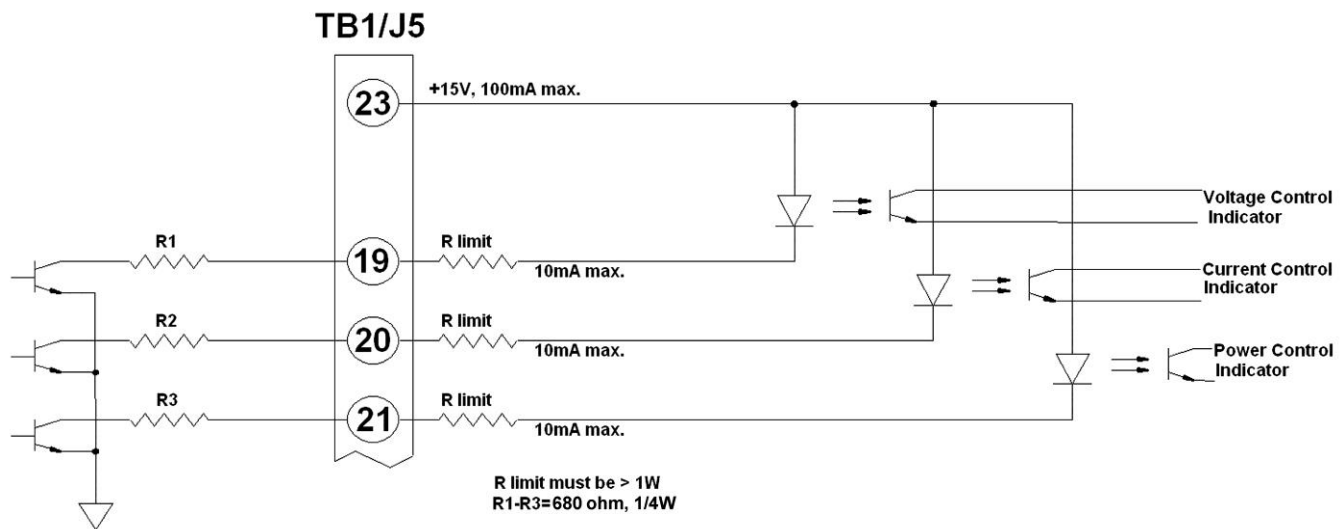 TB1/J5
23
+15V, 100mA max.
Voltage Control
Indicator
R1
19
R limit
10mA max.
Current Control
Indicator
R2
20
R limit
10mA max.
Power Control
Indicator
R3
21
R limit
10mA max.
R limit must be > 1W
R1-R3=680 ohm, 1/4W